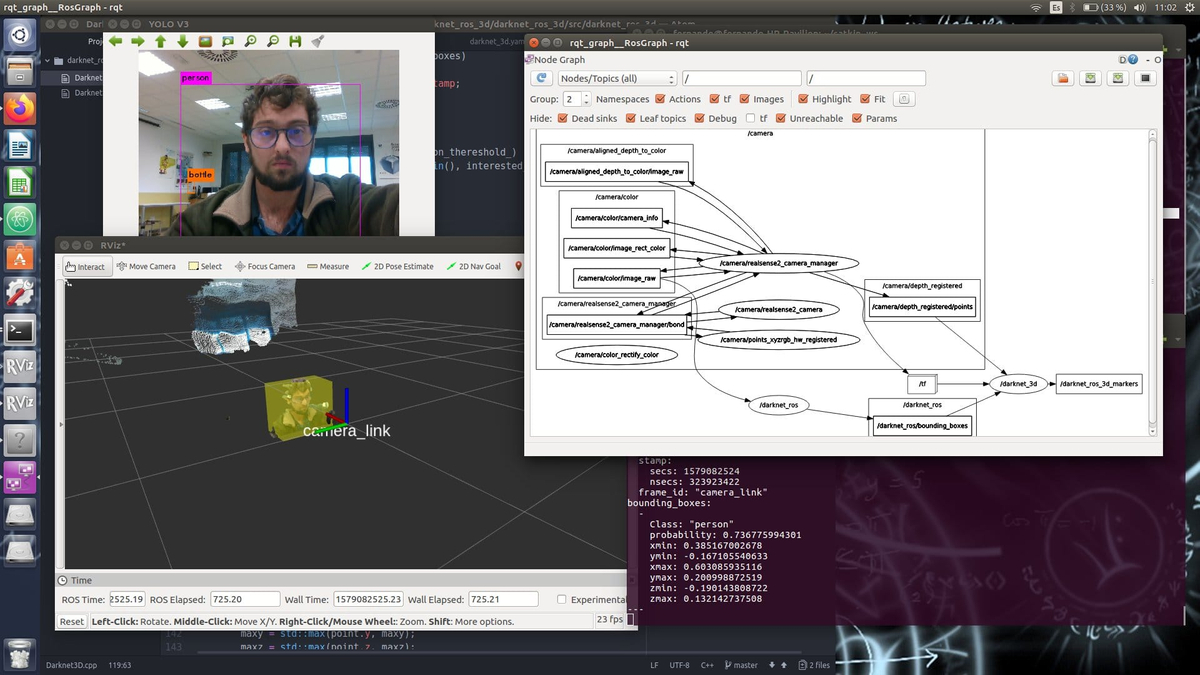 rqt_graph__RosGraph - rqt
Es
(33 %)
11:02
YOLO V3
darknet_ros_3d/src/darknet_ros_3d
Atom
Darknet
Darknet
person
bottle
rqt_graph__RosGraph - rqt
Node Graph
Nodes/Topics (all)
/
/
Group:
2
Namespaces
Actions
tf
Images
Highlight
Fit
Hide:
Dead sinks
Leaf topics
Debug
tf
Unreachable
Params
/camera
/camera/aligned_depth_to_color
/camera/aligned_depth_to_color/image_raw
/camera/color
/camera/color/camera_info
/camera/color/image_rect_color
/camera/color/image_raw
/camera/realsense2_camera_manager
/camera/realsense2_camera_manager
/camera/realsense2_camera_manager/bond
/camera/realsense2_camera
/camera/points_xyzrgb_hw_registered
/camera/color_rectify_color
/camera/depth_registered
/camera/depth_registered/points
/tf
/darknet_3d
/darknet_ros_3d_markers
/darknet_ros
/darknet_ros
/darknet_ros/bounding_boxes
RViz*
Interact
Move Camera
Select
Focus Camera
Measure
2D Pose Estimate
2D Nav Goal
camera_link
Time
ROS Time:
2525.19
ROS Elapsed:
725.20
Wall Time:
1579082525.23
Wall Elapsed:
725.21
Experimental
Reset
Left-Click: Rotate. Middle-Click: Move X/Y. Right-Click/Mouse Wheel:: Zoom. Shift: More options.
23 fps
stamp:
secs: 1579082524
nsecs: 323923422
frame_id: "camera_link"
bounding_boxes:
-
Class: "person"
probability: 0.736775994301
xmin: 0.385167002678
ymin: -0.167105540633
xmax: 0.603085935116
ymax: 0.200998872519
zmin: -0.190143808722
zmax: 0.132142737508
---
142 maxy = std::max(point.y, maxy);
143 maxz = std::max(point.z, maxz);
Darknet3D.cpp
119:63
LF
UTF-8
C++
master
2 files